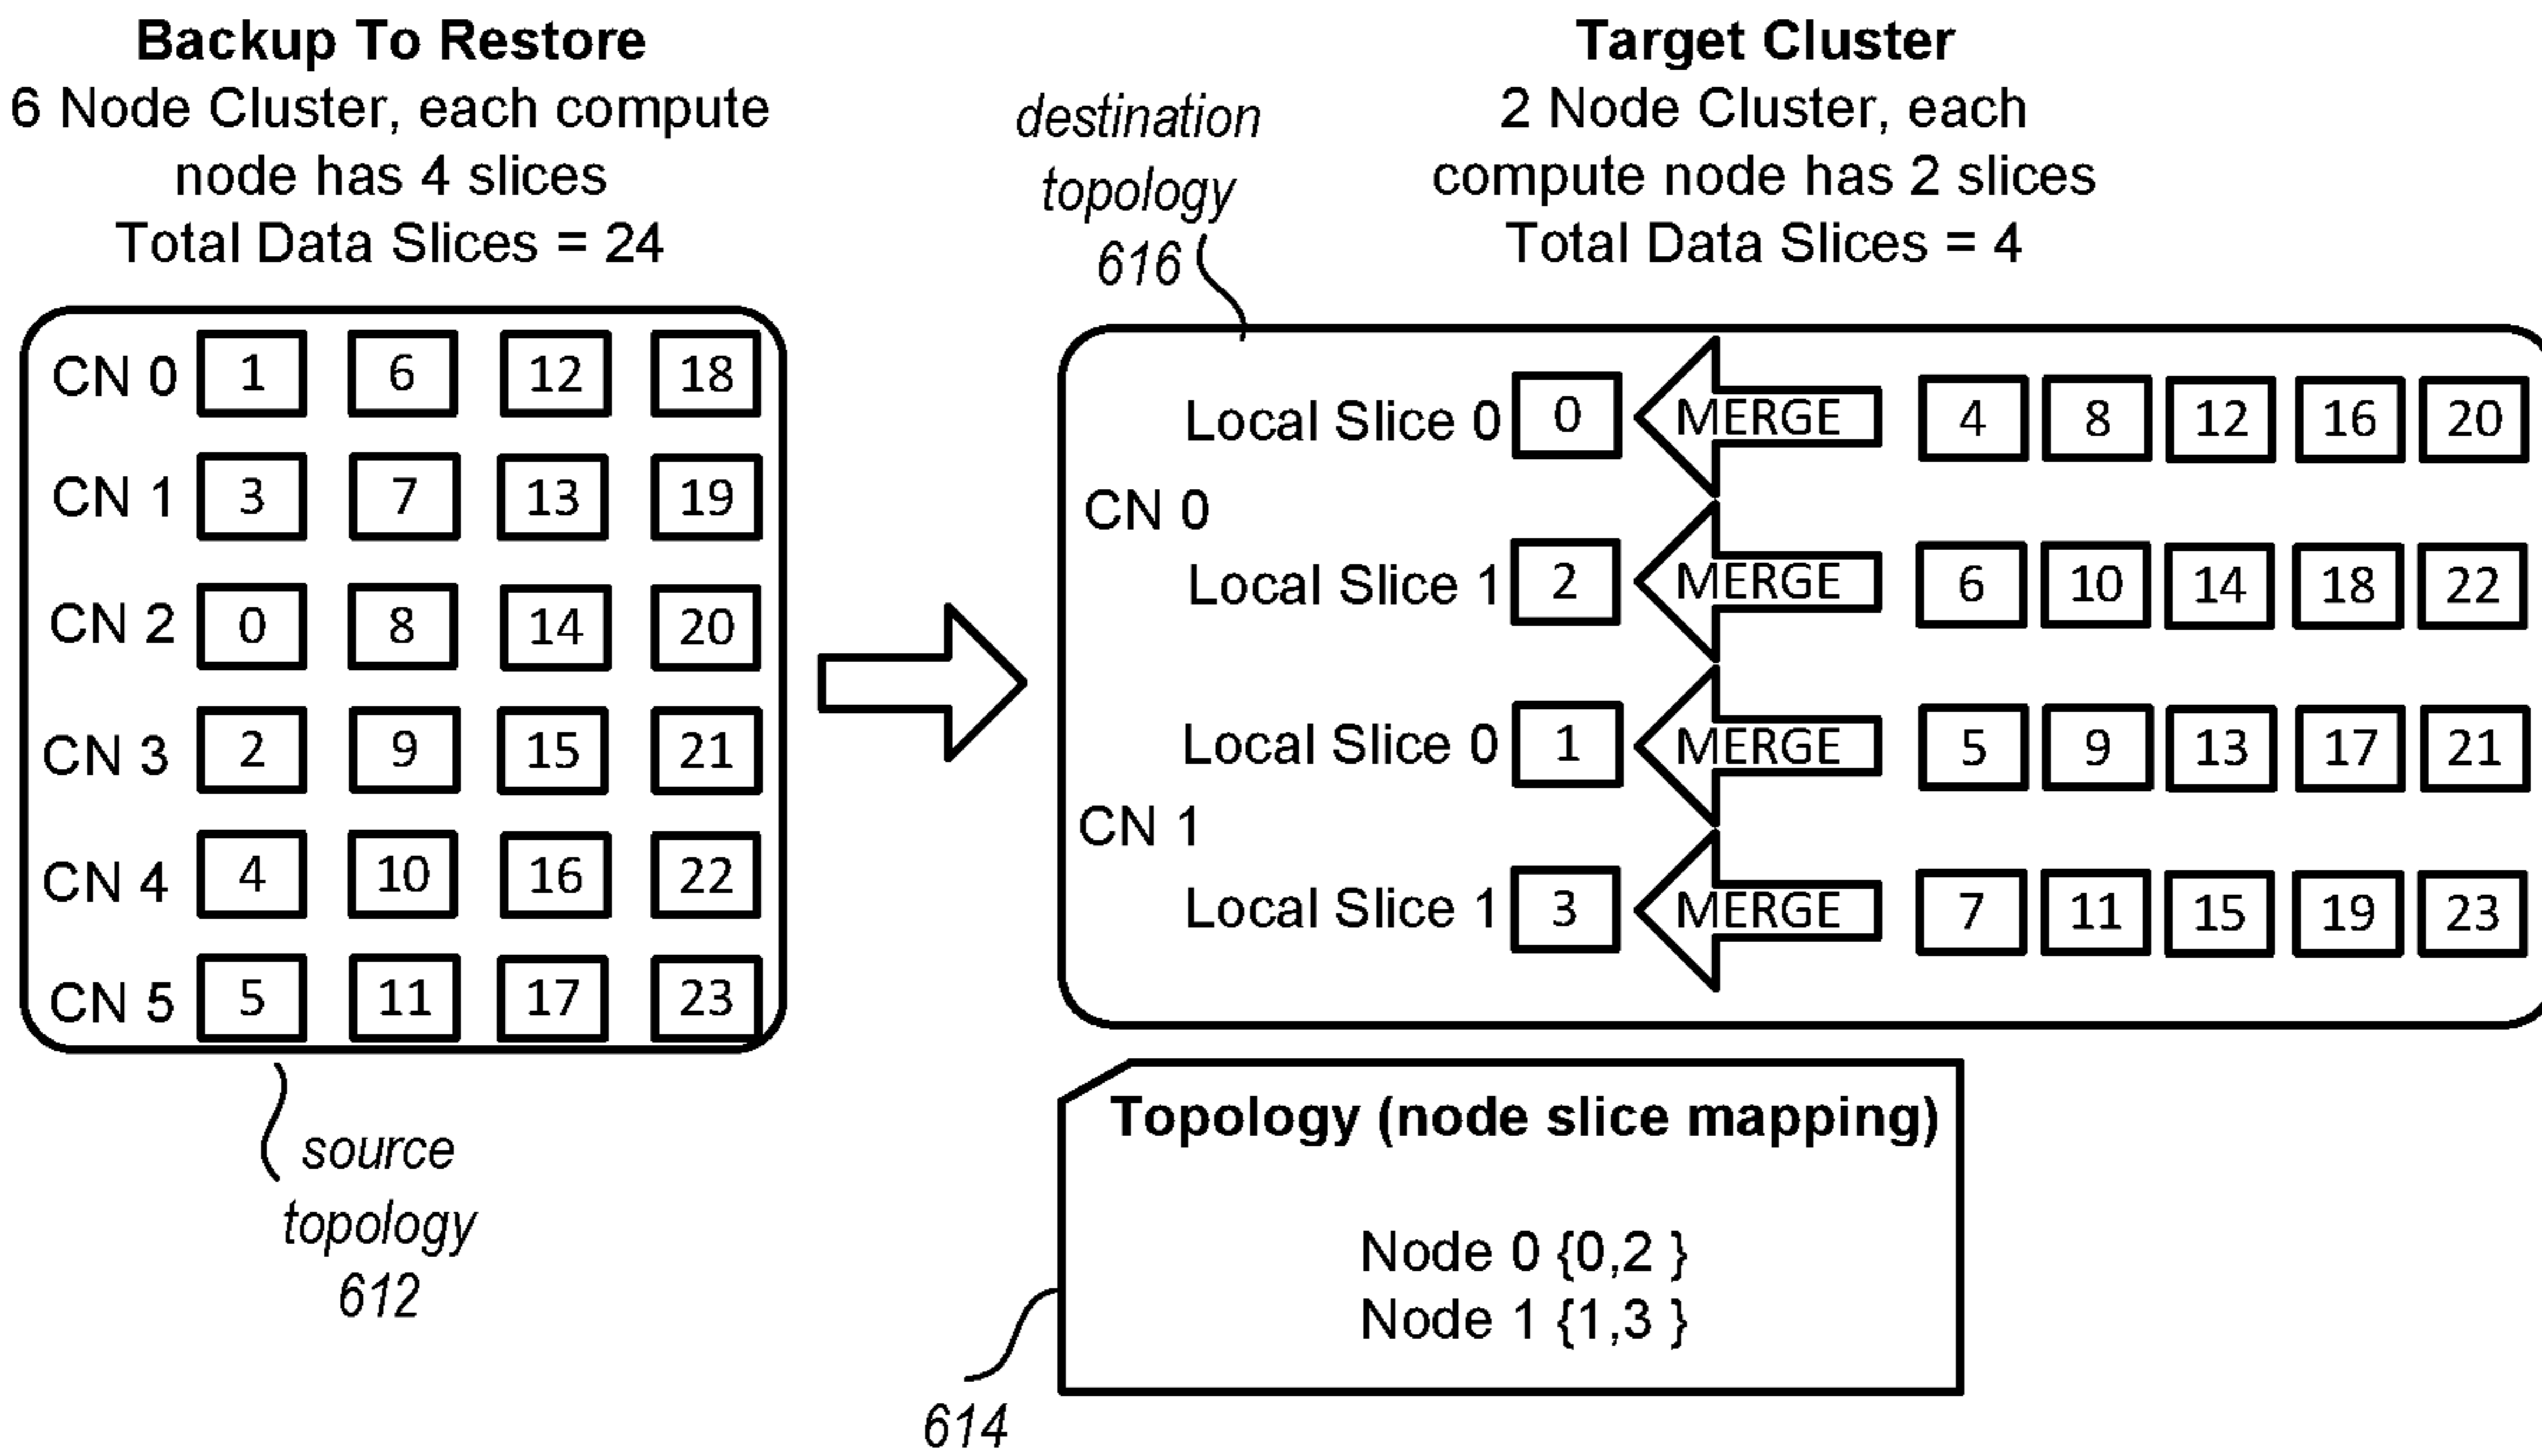 Backup To Restore
6 Node Cluster, each compute
node has 4 slices
Total Data Slices = 24
CN 0 1 6 12 18
CN 1 3 7 13 19
CN 2 0 8 14 20
CN 3 2 9 15 21
CN 4 4 10 16 22
CN 5 5 11 17 23
source
topology
612
destination
topology
616
Target Cluster
2 Node Cluster, each
compute node has 2 slices
Total Data Slices = 4
Local Slice 0 0 MERGE 4 8 12 16 20
CN 0
Local Slice 1 2 MERGE 6 10 14 18 22
Local Slice 0 1 MERGE 5 9 13 17 21
CN 1
Local Slice 1 3 MERGE 7 11 15 19 23
Topology (node slice mapping)
Node 0 {0,2 }
Node 1 {1,3 }
614